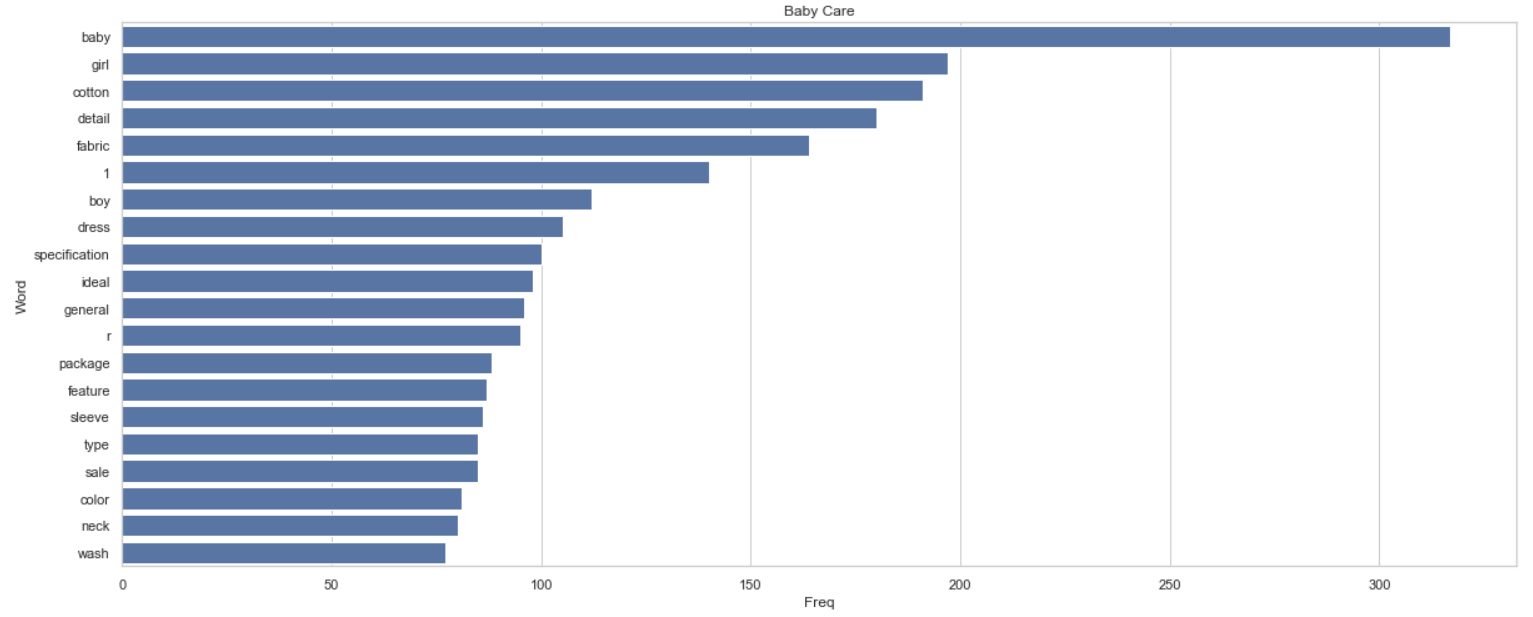 Baby Care
baby
girl
cotton
detail
fabric
1
boy
dress
specification
ideal
general
r
package
feature
sleeve
type
sale
color
neck
wash
Word
0 50 100 150 200 250 300
Freq